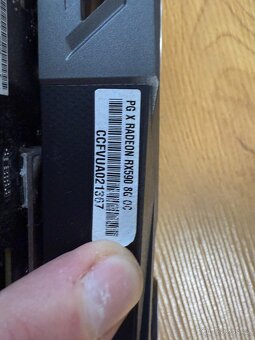 PG X RADEON RX590 8G OC
CCFVUA021367